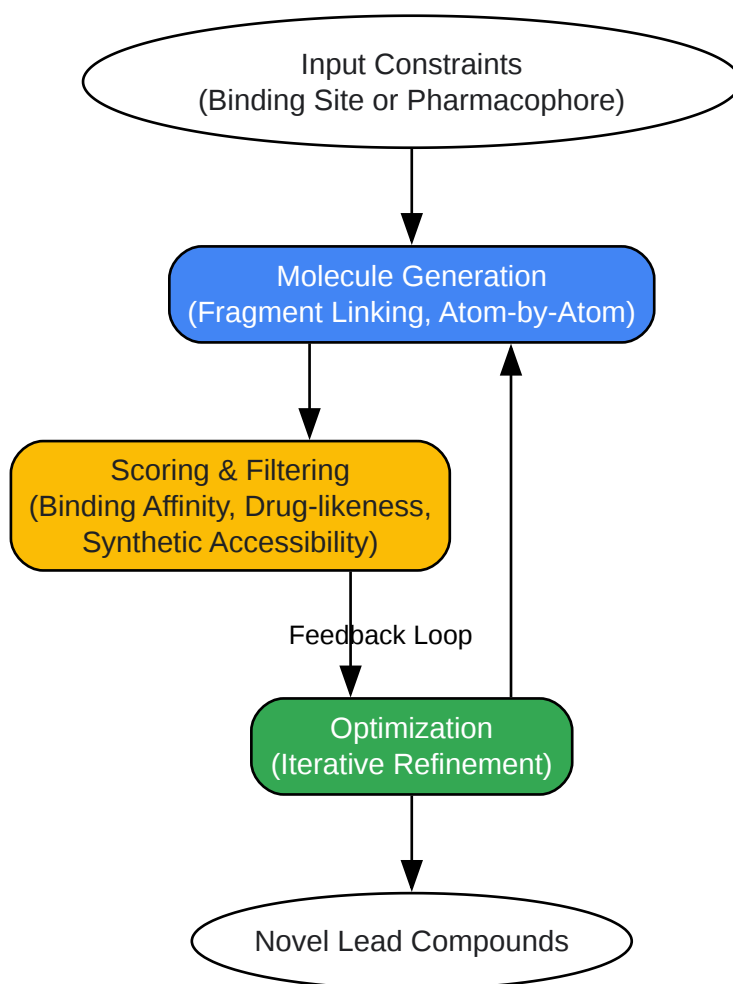 Input Constraints
(Binding Site or Pharmacophore)
Molecule Generation
(Fragment Linking, Atom-by-Atom)
Scoring & Filtering
(Binding Affinity, Drug-likeness,
Synthetic Accessibility)
Feedback Loop
Optimization
(Iterative Refinement)
Novel Lead Compounds